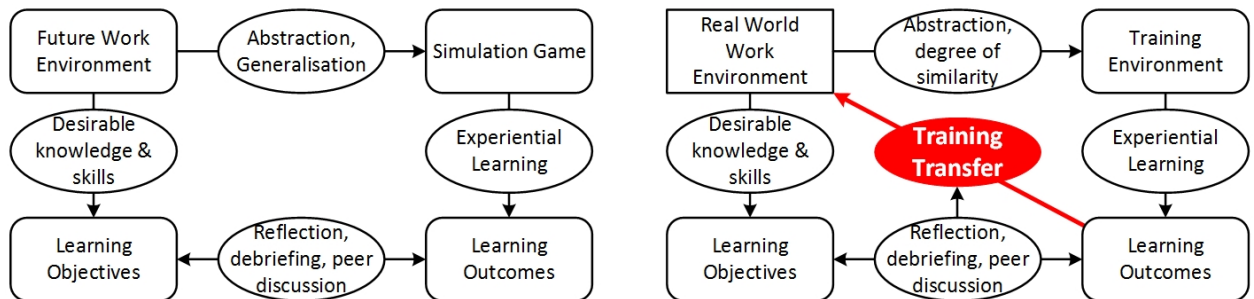 Future Work
Environment
Abstraction,
Generalisation
Simulation Game
Desirable
knowledge &
skills
Experiential
Learning
Learning
Objectives
Reflection,
debriefing, peer
discussion
Learning
Outcomes
Real World
Work
Environment
Abstraction,
degree of
similarity
Training
Environment
Desirable
knowledge &
skills
Training
Transfer
Experiential
Learning
Learning
Objectives
Reflection,
debriefing, peer
discussion
Learning
Outcomes